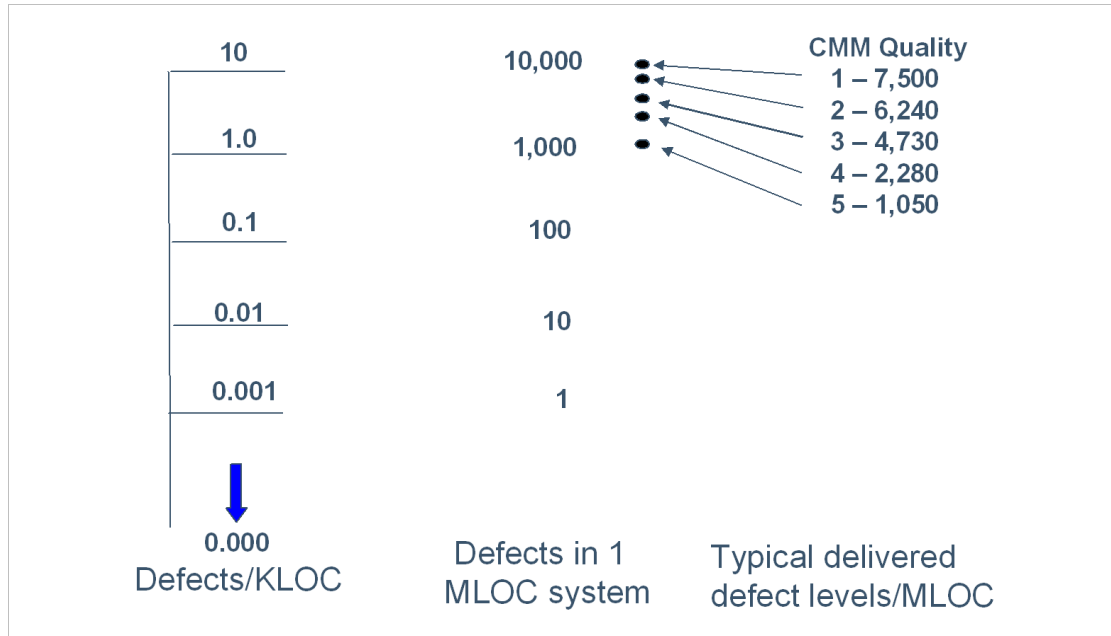 10
1.0
0.1
0.01
0.001
0.000
Defects/KLOC
10,000
1,000
100
10
1
Defects in 1
MLOC system
CMM Quality
1 – 7,500
2 – 6,240
3 – 4,730
4 – 2,280
5 – 1,050
Typical delivered
defect levels/MLOC